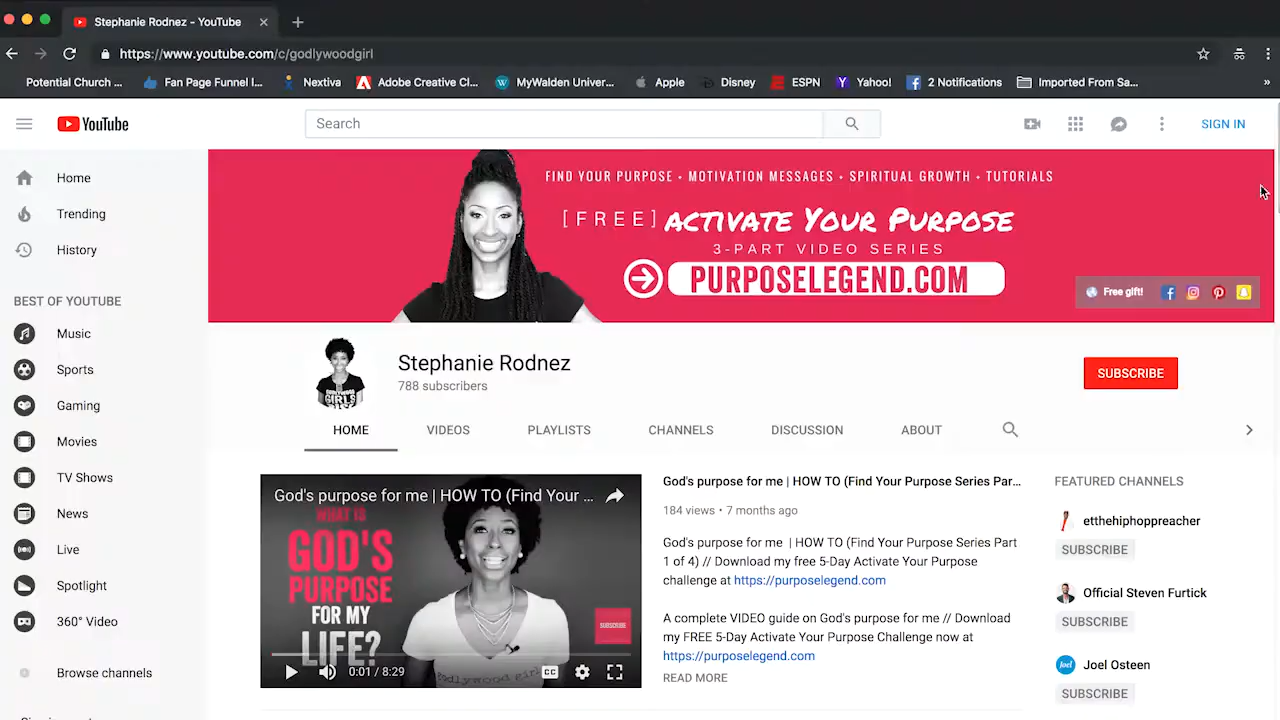 Stephanie Rodnez - YouTube
https://www.youtube.com/c/godlywoodgirl
Potential Church ...
Fan Page Funnel I...
Nextiva
Adobe Creative Cl...
MyWalden Univer...
Apple
Disney
ESPN
Yahoo!
2 Notifications
Imported From Sa...
YouTube
Search
SIGN IN
Home
Trending
History
BEST OF YOUTUBE
Music
Sports
Gaming
Movies
TV Shows
News
Live
Spotlight
360° Video
Browse channels
FIND YOUR PURPOSE • MOTIVATION MESSAGES • SPIRITUAL GROWTH • TUTORIALS
[FREE] ACTIVATE YOUR PURPOSE
3-PART VIDEO SERIES
PURPOSELEGEND.COM
Free gift!
Stephanie Rodnez
788 subscribers
SUBSCRIBE
HOME
VIDEOS
PLAYLISTS
CHANNELS
DISCUSSION
ABOUT
God's purpose for me | HOW TO (Find Your ...
WHAT IS
GOD'S
PURPOSE
FOR MY
LIFE?
SUBSCRIBE
godlywood girl
0:01 / 8:29
CC
God's purpose for me | HOW TO (Find Your Purpose Series Par...
184 views • 7 months ago
God's purpose for me | HOW TO (Find Your Purpose Series Part
1 of 4) // Download my free 5-Day Activate Your Purpose
challenge at https://purposelegend.com
A complete VIDEO guide on God's purpose for me // Download
my FREE 5-Day Activate Your Purpose Challenge now at
https://purposelegend.com
READ MORE
FEATURED CHANNELS
etthehiphoppreacher
SUBSCRIBE
Official Steven Furtick
SUBSCRIBE
Joel Osteen
SUBSCRIBE